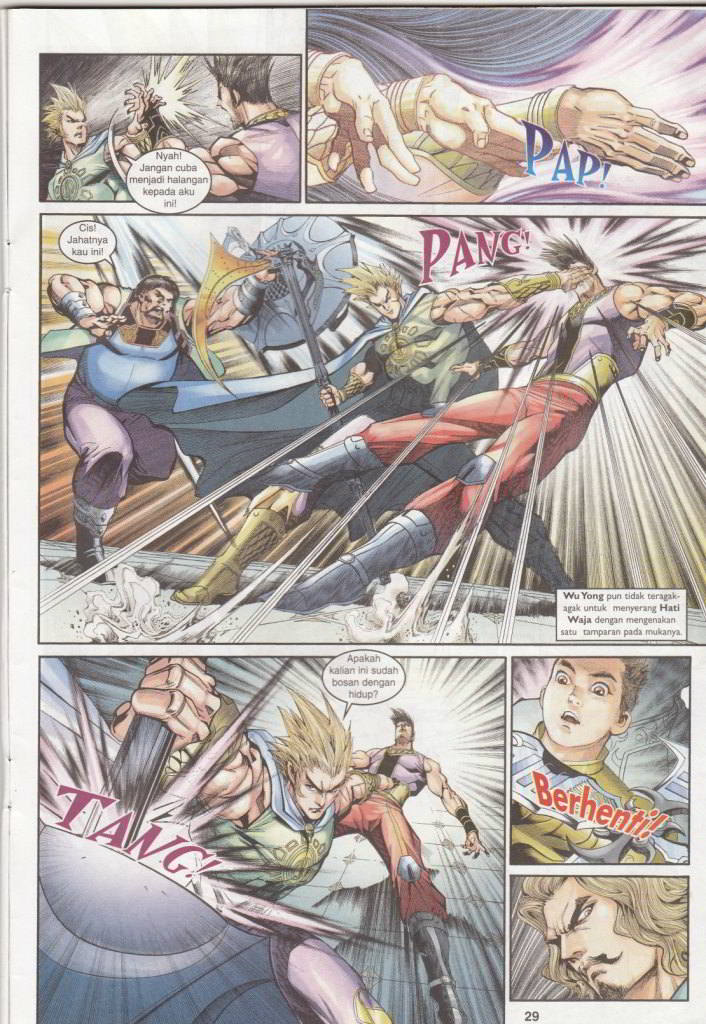 Nyah!
Jangan cuba
menjadi halangan
kepada aku
ini!
PAP!
Cis!
Jahatnya
kau ini!
PANG!
Wu Yong pun tidak teragak-
agak untuk menyerang Hati
Waja dengan mengenakan
satu tamparan pada mukanya.
Apakah
kalian ini sudah
bosan dengan
hidup?
TANG!
Berhenti!
29